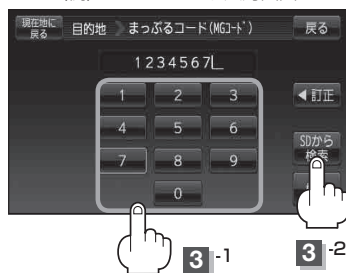 現在地に
戻る
目的地 まっぷるコード(MGｺｰﾄﾞ)
戻る
1234567
1 2 3
◀訂正
4 5 6
SDから
検索
7 8 9
0
3 -1
3 -2